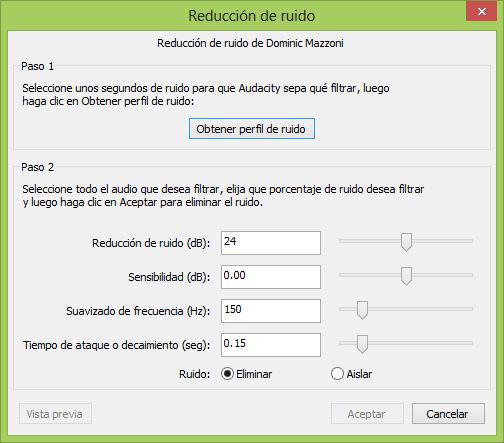 Reducción de ruido
Reducción de ruido de Dominic Mazzoni
Paso 1
Seleccione unos segundos de ruido para que Audacity sepa qué filtrar, luego
haga clic en Obtener perfil de ruido:
Obtener perfil de ruido
Paso 2
Seleccione todo el audio que desea filtrar, elija que porcentaje de ruido desea filtrar
y luego haga clic en Aceptar para eliminar el ruido.
Reducción de ruido (dB): 24
Sensibilidad (dB): 0.00
Suavizado de frecuencia (Hz): 150
Tiempo de ataque o decaimiento (seg): 0.15
Ruido: Eliminar Aislar
Vista previa Aceptar Cancelar